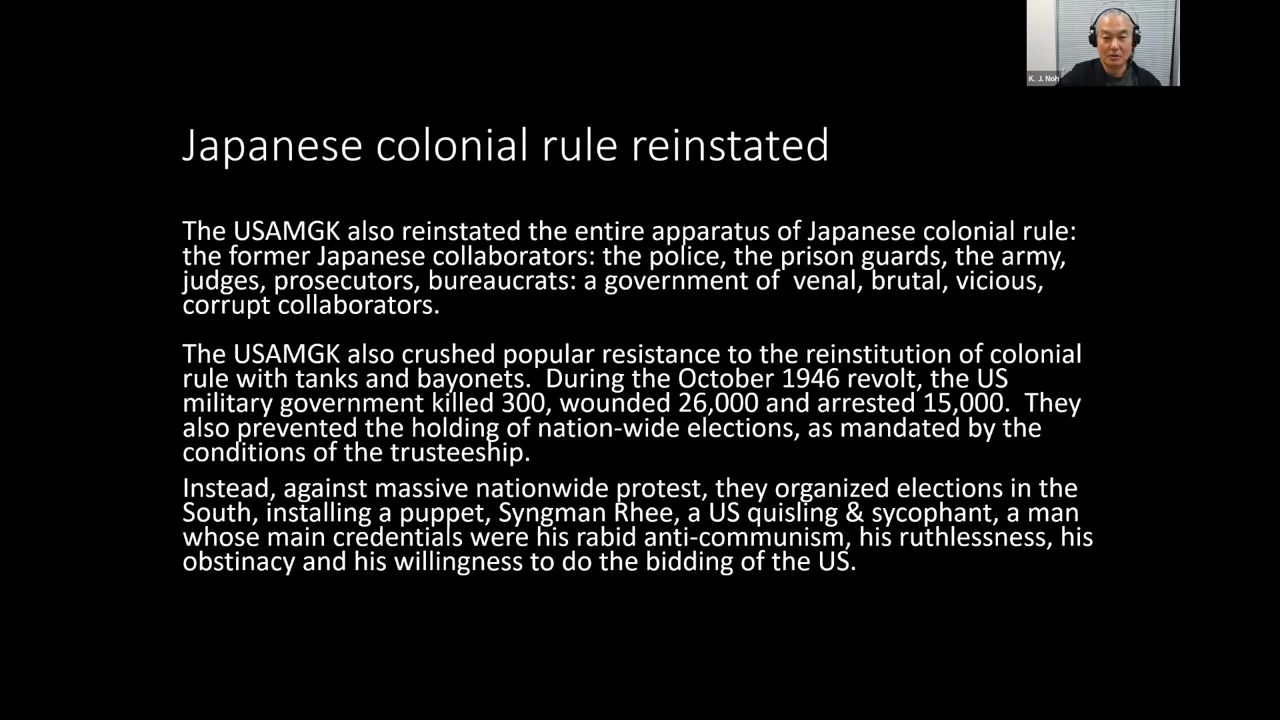 K. J. Noh
Japanese colonial rule reinstated
The USAMGK also reinstated the entire apparatus of Japanese colonial rule:
the former Japanese collaborators: the police, the prison guards, the army,
judges, prosecutors, bureaucrats: a government of  venal, brutal, vicious,
corrupt collaborators.
The USAMGK also crushed popular resistance to the reinstitution of colonial
rule with tanks and bayonets.  During the October 1946 revolt, the US
military government killed 300, wounded 26,000 and arrested 15,000.  They
also prevented the holding of nation-wide elections, as mandated by the
conditions of the trusteeship.
Instead, against massive nationwide protest, they organized elections in the
South, installing a puppet, Syngman Rhee, a US quisling & sycophant, a man
whose main credentials were his rabid anti-communism, his ruthlessness, his
obstinacy and his willingness to do the bidding of the US.